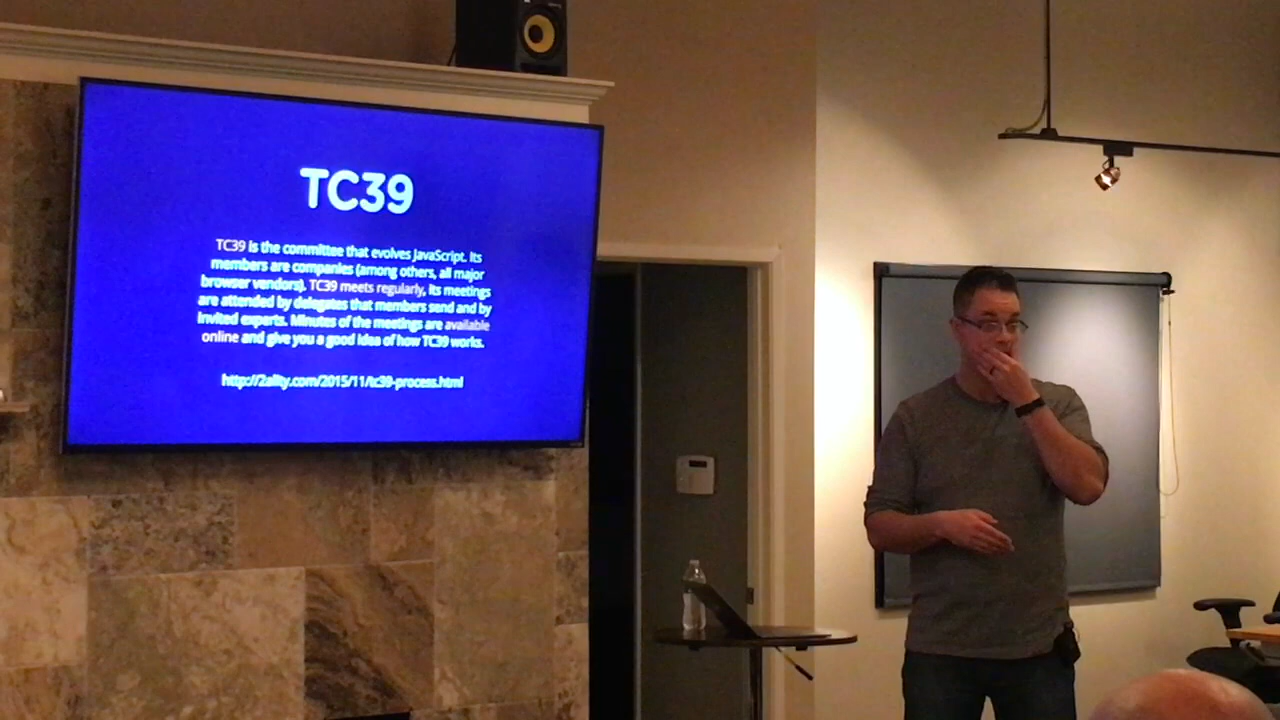 TC39
TC39 is the committee that evolves JavaScript. Its
members are companies (among others, all major
browser vendors). TC39 meets regularly, its meetings
are attended by delegates that members send and by
invited experts. Minutes of the meetings are available
online and give you a good idea of how TC39 works.
http://2ality.com/2015/11/tc39-process.html